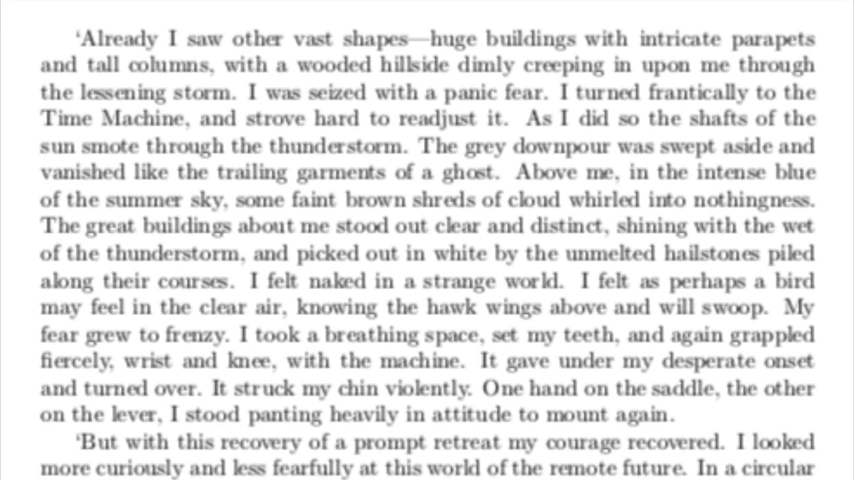 ‘Already I saw other vast shapes—huge buildings with intricate parapets
and tall columns, with a wooded hillside dimly creeping in upon me through
the lessening storm. I was seized with a panic fear. I turned frantically to the
Time Machine, and strove hard to readjust it. As I did so the shafts of the
sun smote through the thunderstorm. The grey downpour was swept aside and
vanished like the trailing garments of a ghost. Above me, in the intense blue
of the summer sky, some faint brown shreds of cloud whirled into nothingness.
The great buildings about me stood out clear and distinct, shining with the wet
of the thunderstorm, and picked out in white by the unmelted hailstones piled
along their courses. I felt naked in a strange world. I felt as perhaps a bird
may feel in the clear air, knowing the hawk wings above and will swoop. My
fear grew to frenzy. I took a breathing space, set my teeth, and again grappled
fiercely, wrist and knee, with the machine. It gave under my desperate onset
and turned over. It struck my chin violently. One hand on the saddle, the other
on the lever, I stood panting heavily in attitude to mount again.
‘But with this recovery of a prompt retreat my courage recovered. I looked
more curiously and less fearfully at this world of the remote future. In a circular